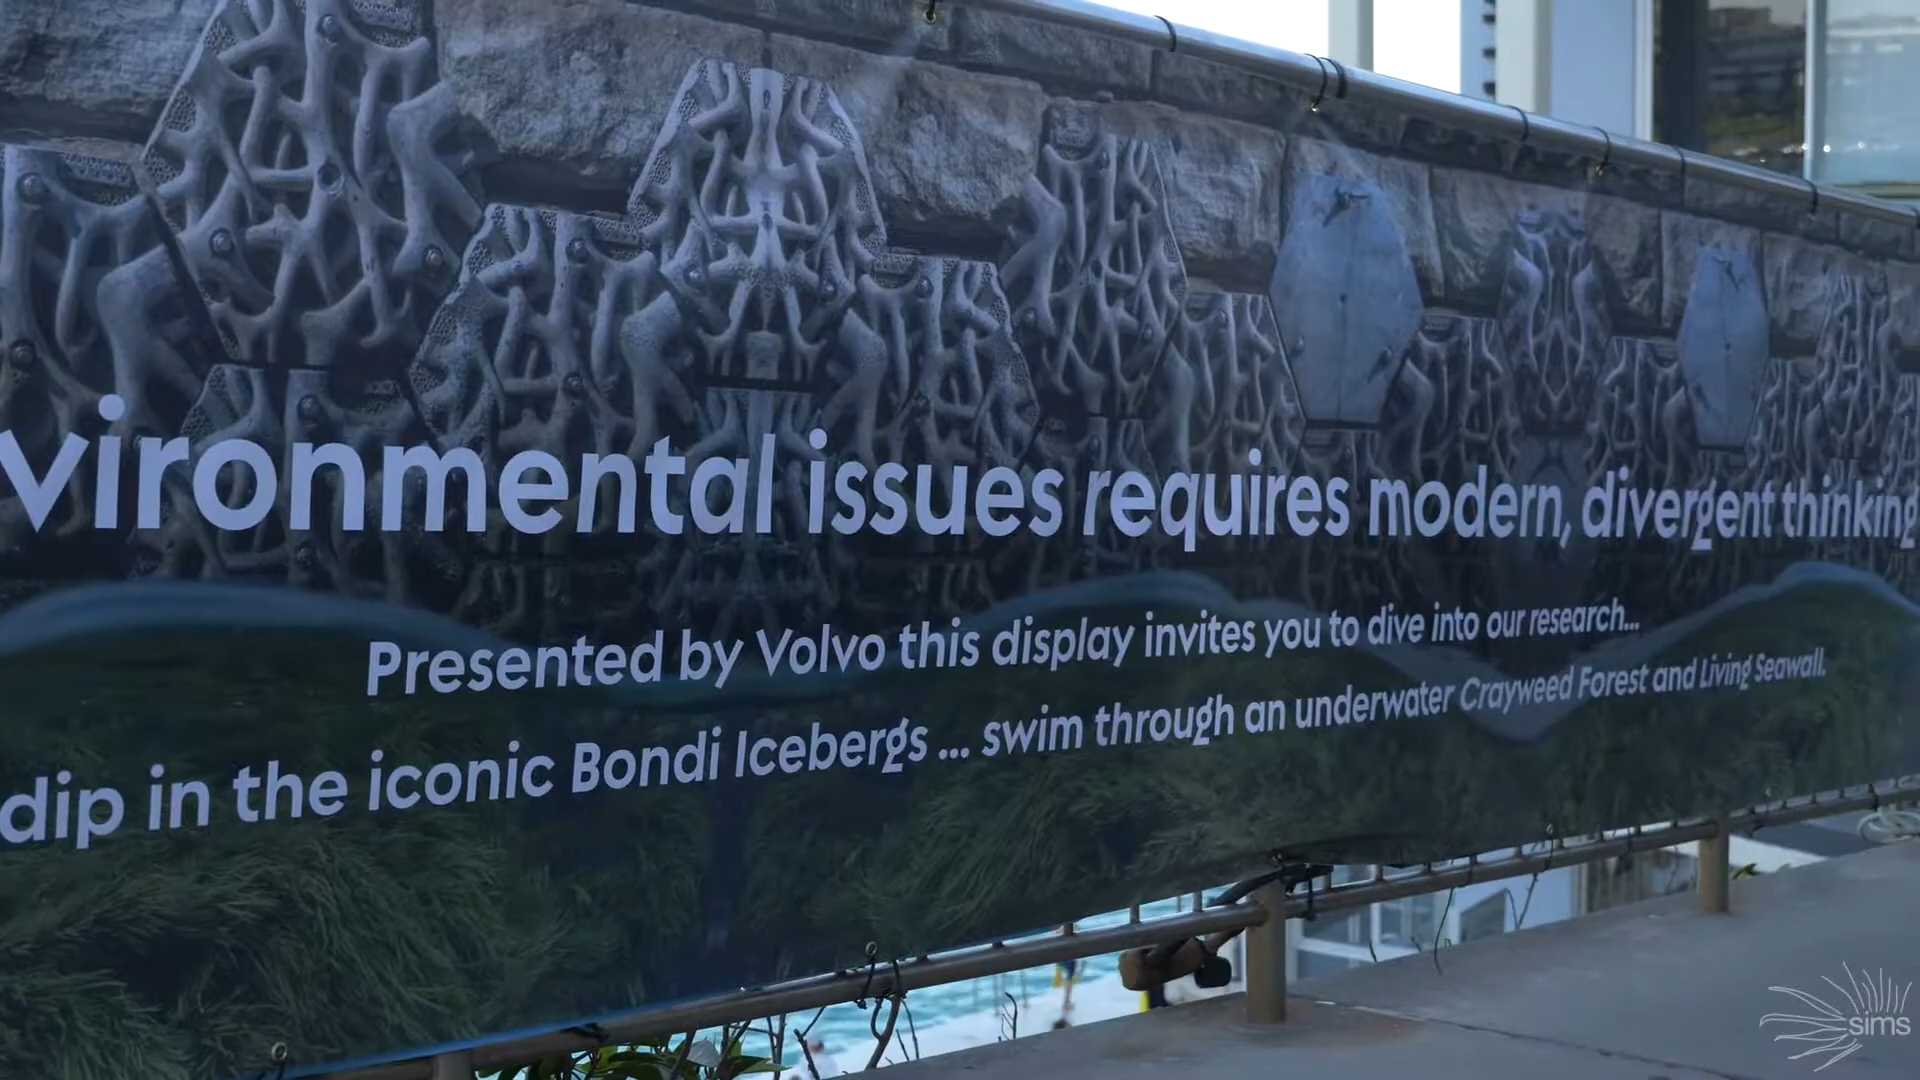 vironmental issues requires modern, divergent thinking
Presented by Volvo this display invites you to dive into our research...
dip in the iconic Bondi Icebergs ... swim through an underwater Crayweed Forest and Living Seawall.
sims